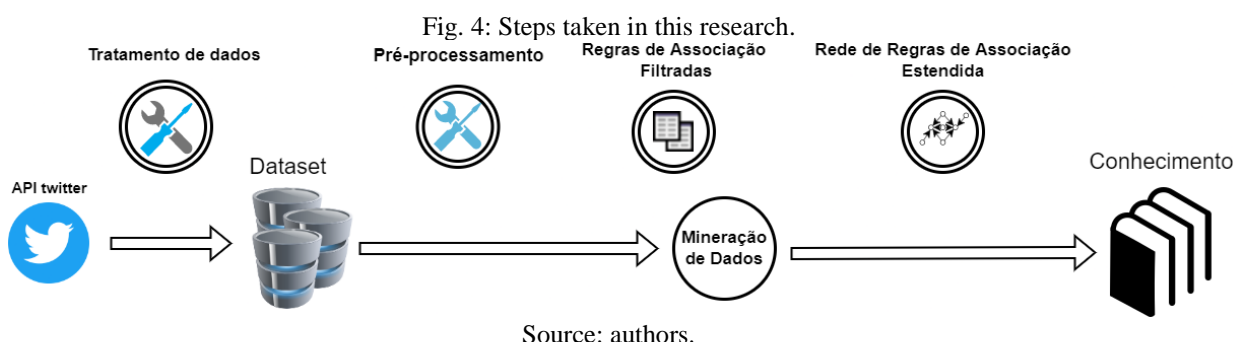 Fig. 4: Steps taken in this research.
Tratamento de dados
Pré-processamento
Regras de Associação
Filtradas
Rede de Regras de Associação
Estendida
API twitter
Dataset
Mineração
de Dados
Conhecimento
Source: authors.